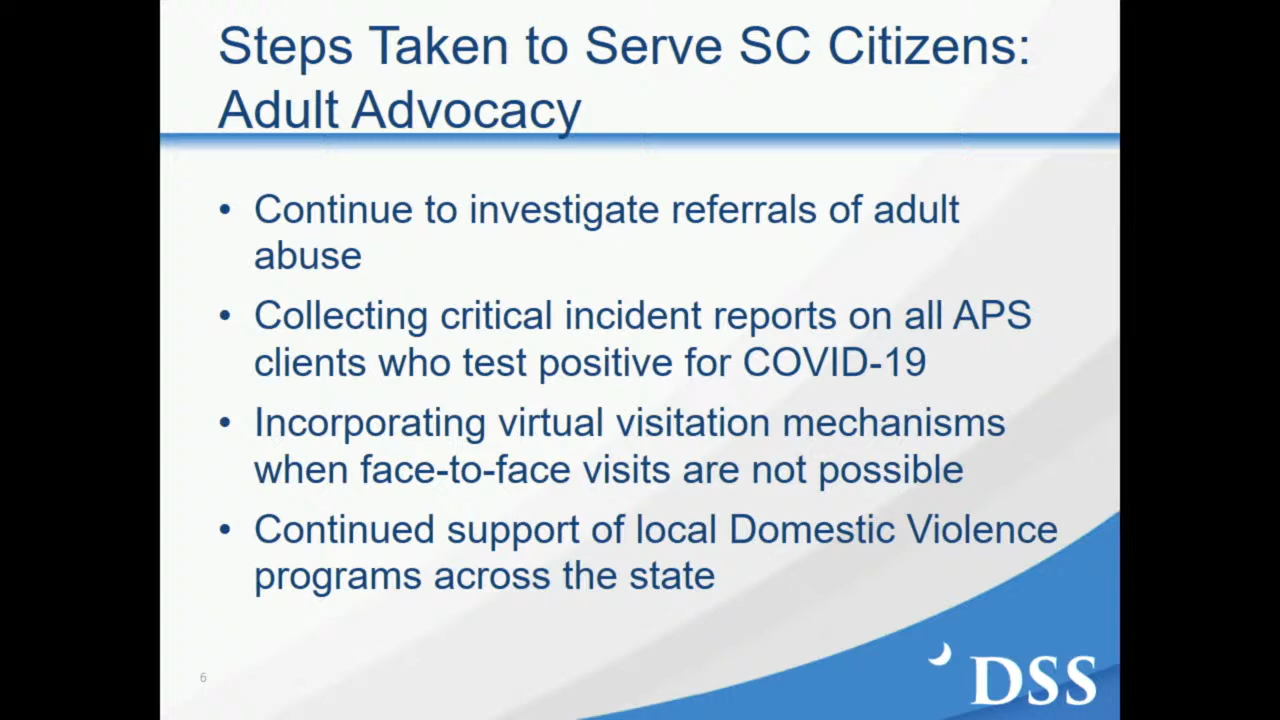 Steps Taken to Serve SC Citizens:
Adult Advocacy
• Continue to investigate referrals of adult
abuse
• Collecting critical incident reports on all APS
clients who test positive for COVID-19
• Incorporating virtual visitation mechanisms
when face-to-face visits are not possible
• Continued support of local Domestic Violence
programs across the state
6
DSS